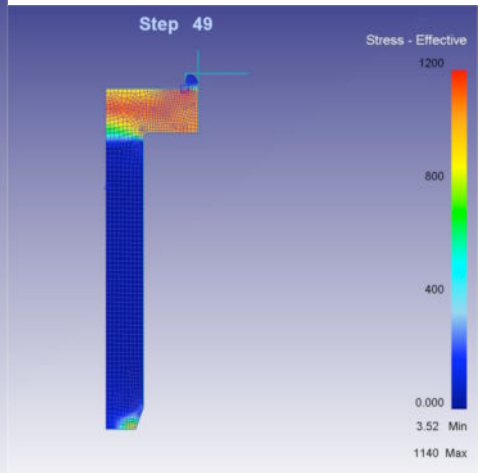 Step 49
Stress - Effective
1200
800
400
0.000
3.52 Min
1140 Max